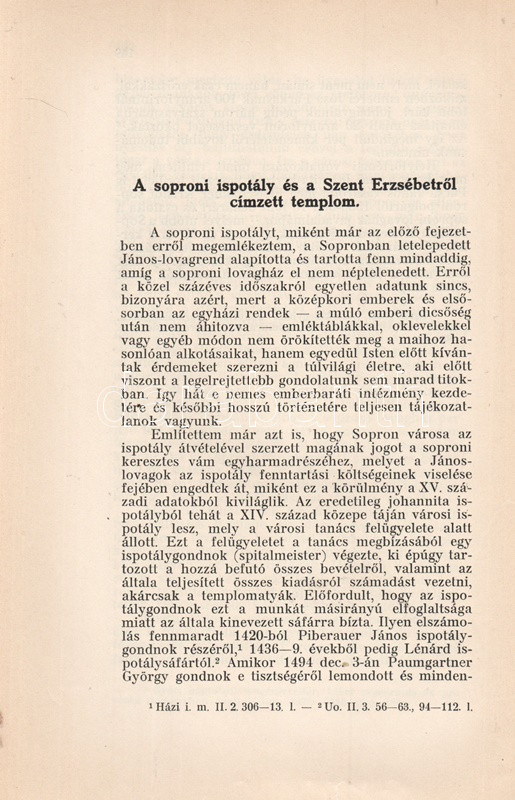 A soproni ispotály és a Szent Erzsébetről
címzett templom.
A soproni ispotályt, miként már az előző fejezet-
ben erről megemlékeztem, a Sopronban letelepedett
János-lovagrend alapította és tartotta fenn mindaddig,
amíg a soproni lovagház el nem néptelenedett. Erről
a közel százéves időszakról egyetlen adatunk sincs,
bizonyára azért, mert a középkori emberek és első-
sorban az egyházi rendek — a múló emberi dicsőség
után nem áhitozva — emléktáblákkal, oklevelekkel
vagy egyéb módon nem örökítették meg a maihoz ha-
sonlóan alkotásaikat, hanem egyedül Isten előtt kíván-
tak érdemeket szerezni a túlvilági életre, aki előtt
viszont a legelrejtettebb gondolatunk sem marad titok-
ban. Igy hát e nemes emberbaráti intézmény kezde-
tére és későbbi hosszú történetére teljesen tájékozat-
lanok vagyunk.
Említettem már azt is, hogy Sopron városa az
ispotály átvételével szerzett magának jogot a soproni
keresztes vám egyharmadrészéhez, melyet a János-
lovagok az ispotály fenntartási költségeinek viselése
fejében engedtek át, miként ez a körülmény a XV. szá-
zadi adatokból kiviláglik. Az eredetileg johannita is-
potályból tehát a XIV. század közepe táján városi is-
potály lesz, mely a városi tanács felügyelete alatt
állott. Ezt a felügyeletet a tanács megbízásából egy
ispotálygondnok (spitalmeister) végezte, ki épúgy tar-
tozott a hozzá befutó összes bevételről, valamint az
általa teljesített összes kiadásról számadást vezetni,
akárcsak a templomatyák. Előfordult, hogy az ispo-
tálygondnok ezt a munkát másirányú elfoglaltsága
miatt az általa kinevezett sáfárra bízta. Ilyen elszámo-
lás fennmaradt 1420-ból Piberauer János ispotály-
gondnok részéről,¹ 1436—9. évekből pedig Lénárd is-
potálysáfártól.² Amikor 1494 dec. 3-án Paumgartner
György gondnok e tisztségéről lemondott és minden-
¹ Házi i. m. II. 2. 306—13. l. — ² Uo. II. 3. 56—63., 94—112. l.